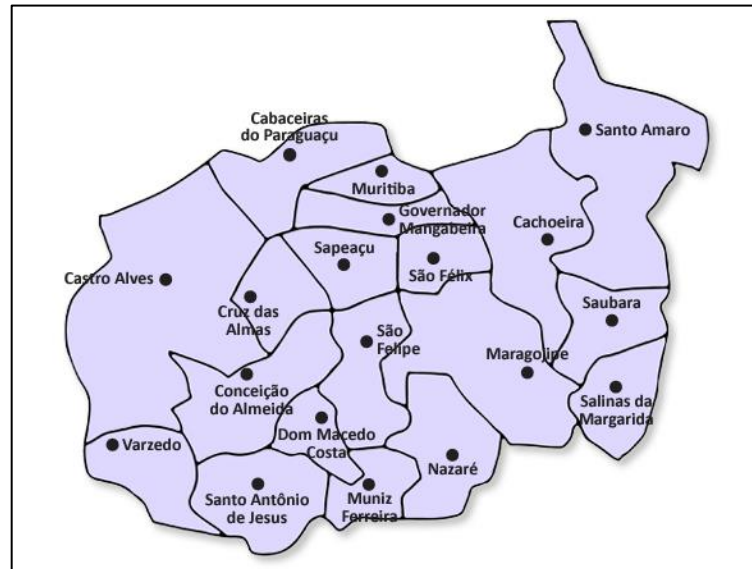 Santo Amaro
Cabaceiras
do Paraguaçu
Muritiba
Governador
Mangabeira
Cachoeira
Sapeaçu
São Félix
Castro Alves
Cruz das
Almas
Saubara
São
Felipe
Maragojipe
Conceição
do Almeida
Salinas da
Margarida
Dom Macedo
Costa
Varzedo
Nazaré
Santo Antônio
de Jesus
Muniz
Ferreira